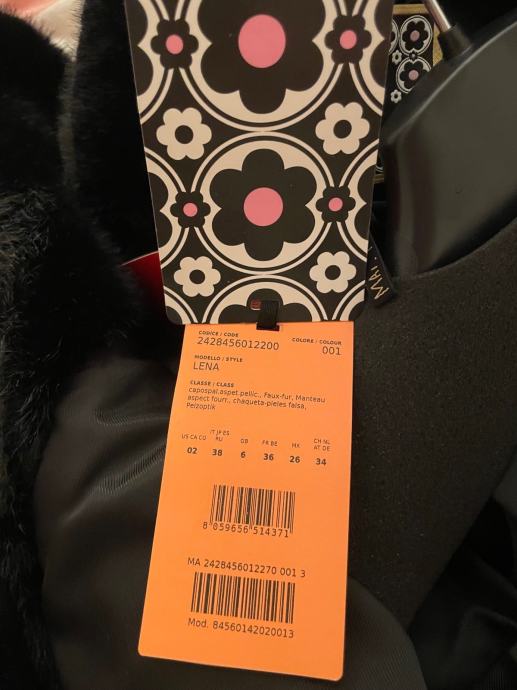 CODICE / CODE
2428456012200
COLORE / COLOUR
001
MODELLO / STYLE
LENA
CLASSE / CLASS
capospal.aspet pellic., Faux-fur, Manteau
aspect fourr., chaqueta-pieles falsa,
Pelzoptik
US CA CO IT JP ES RU GB FR BE MX CH NL AT DE
02 38 6 36 26 34
8 059656 514371
MA 2428456012270 001 3
Mod. 84560142020013